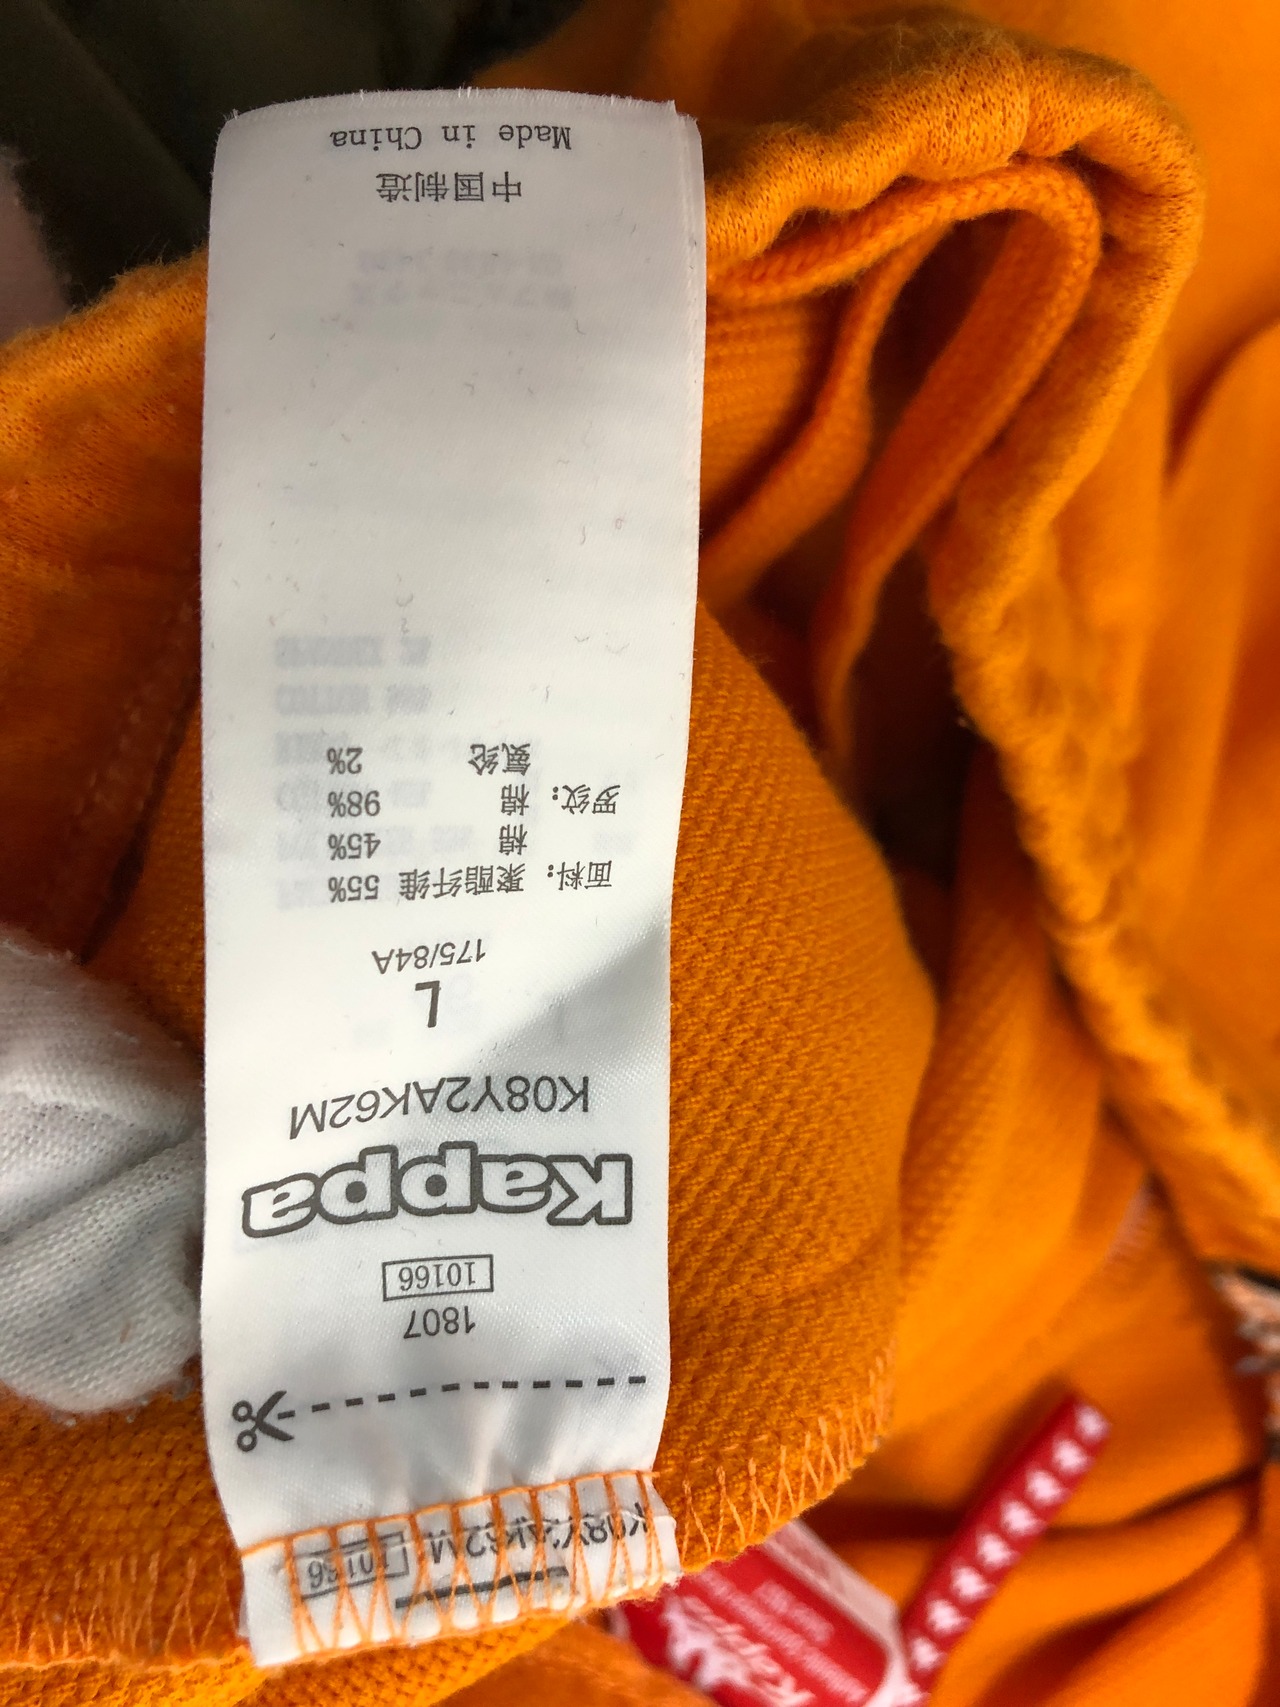 K08Y2AK62M 10166
1807
10166
Kappa
K08Y2AK62M
L
175/84A
面料: 聚酯纤维 55%
棉 45%
罗纹: 棉 98%
氨纶 2%
中国制造
Made in China
Kappa